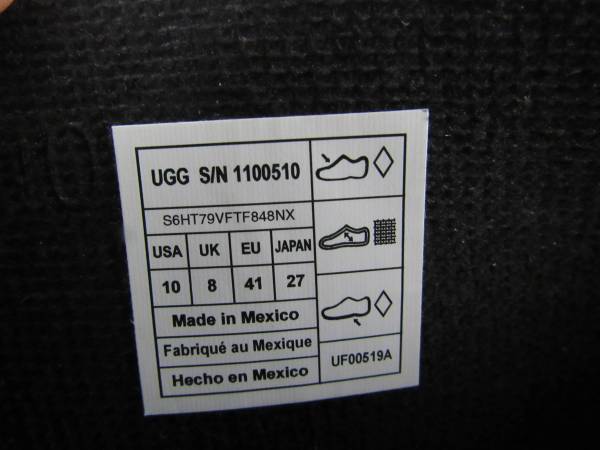 UGG S/N 1100510
S6HT79VFTF848NX
USA UK EU JAPAN
10 8 41 27
Made in Mexico
Fabriqué au Mexique
Hecho en Mexico
UF00519A